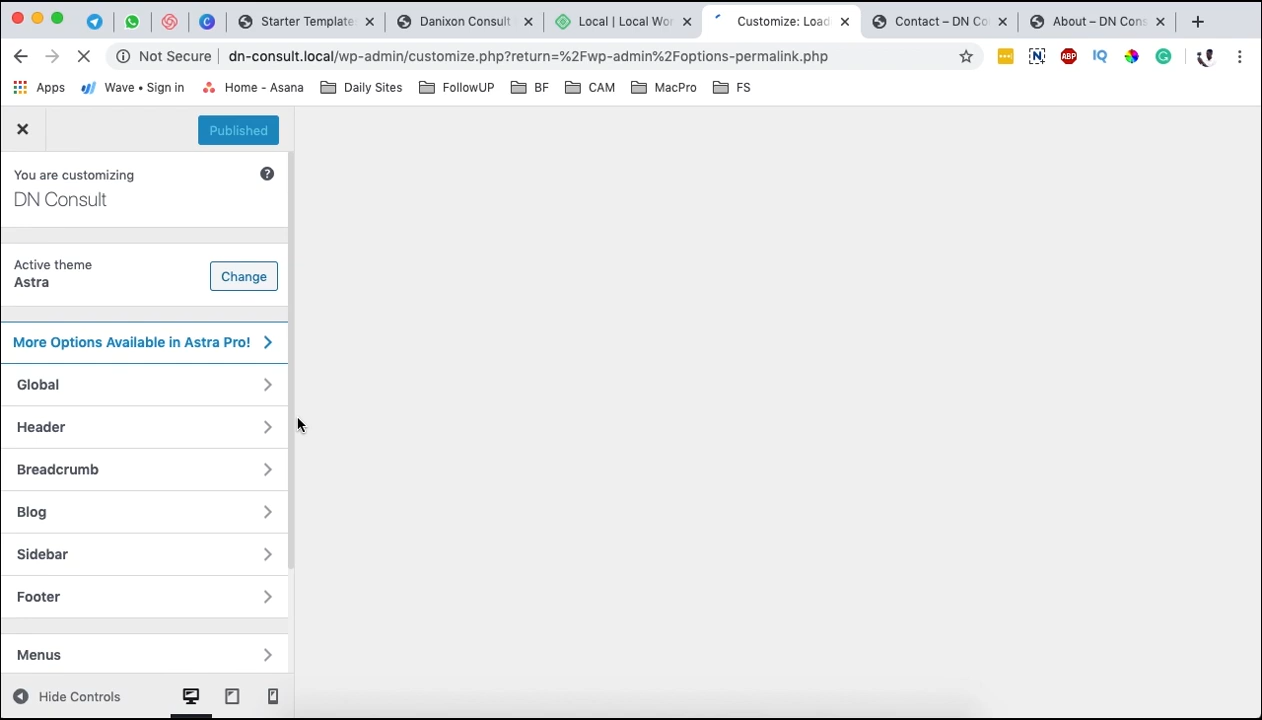 Starter Template
Danixon Consult
Local | Local Wor
Customize: Load
Contact – DN Co
About – DN Cons
Not Secure
dn-consult.local/wp-admin/customize.php?return=%2Fwp-admin%2Foptions-permalink.php
ABP
IQ
Apps
Wave • Sign in
Home - Asana
Daily Sites
FollowUP
BF
CAM
MacPro
FS
Published
You are customizing
DN Consult
Active theme
Astra
Change
More Options Available in Astra Pro!
Global
Header
Breadcrumb
Blog
Sidebar
Footer
Menus
Hide Controls